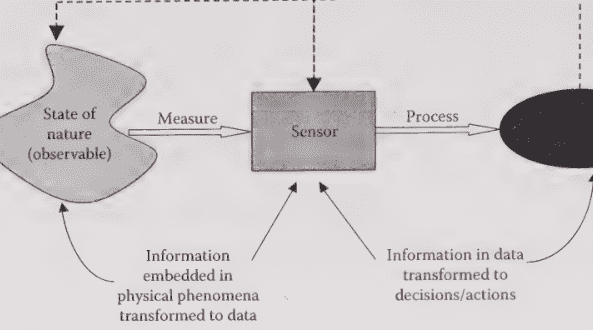 State of
nature
(observable)
Measure
Sensor
Process
Information
embedded in
physical phenomena
transformed to data
Information in data
transformed to
decisions/actions